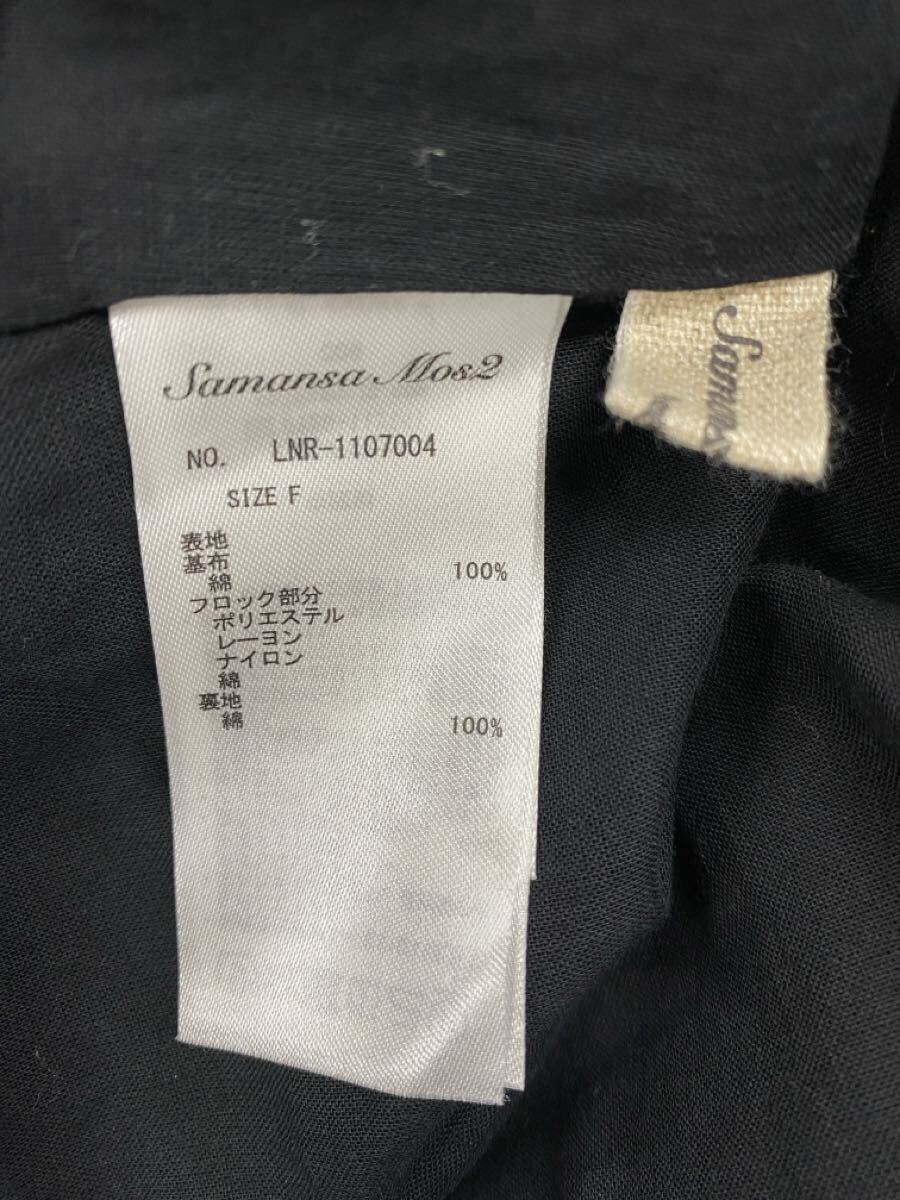 Samansa Mos2
NO. LNR-1107004
SIZE F
表地
基布
綿 100%
フロック部分
ポリエステル
レーヨン
ナイロン
綿
裏地
綿 100%
Samans